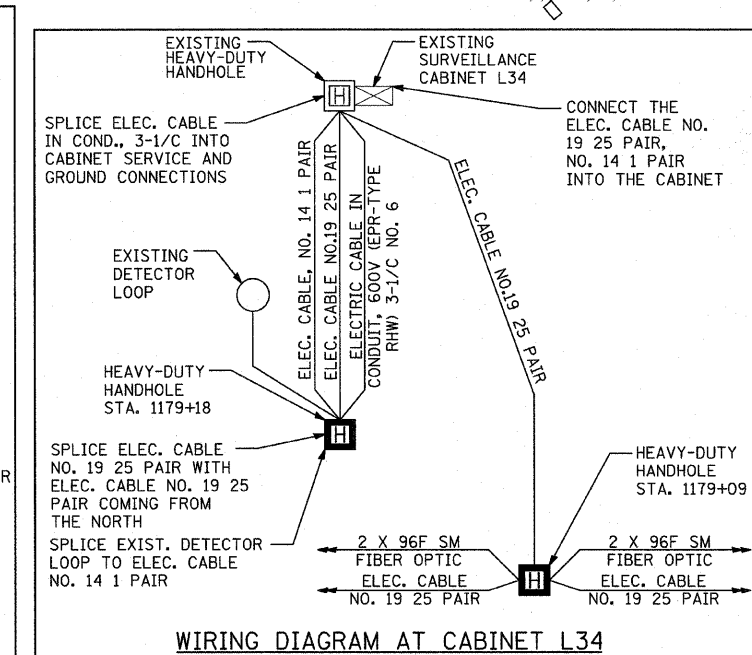 EXISTING
HEAVY-DUTY
HANDHOLE
EXISTING
SURVEILLANCE
CABINET L34
H
SPLICE ELEC. CABLE
IN COND., 3-1/C INTO
CABINET SERVICE AND
GROUND CONNECTIONS
CONNECT THE
ELEC. CABLE NO.
19 25 PAIR,
NO. 14 1 PAIR
INTO THE CABINET
ELEC. CABLE, NO. 14 1 PAIR
ELEC. CABLE NO.19 25 PAIR
ELECTRIC CABLE IN
CONDUIT, 600V (EPR-TYPE
RHW) 3-1/C NO. 6
ELEC. CABLE NO.19 25 PAIR
EXISTING
DETECTOR
LOOP
HEAVY-DUTY
HANDHOLE
STA. 1179+18
H
SPLICE ELEC. CABLE
NO. 19 25 PAIR WITH
ELEC. CABLE NO. 19 25
PAIR COMING FROM
THE NORTH
SPLICE EXIST. DETECTOR
LOOP TO ELEC. CABLE
NO. 14 1 PAIR
R
HEAVY-DUTY
HANDHOLE
STA. 1179+09
2 X 96F SM
FIBER OPTIC
ELEC. CABLE
NO. 19 25 PAIR
H
2 X 96F SM
FIBER OPTIC
ELEC. CABLE
NO. 19 25 PAIR
WIRING DIAGRAM AT CABINET L34